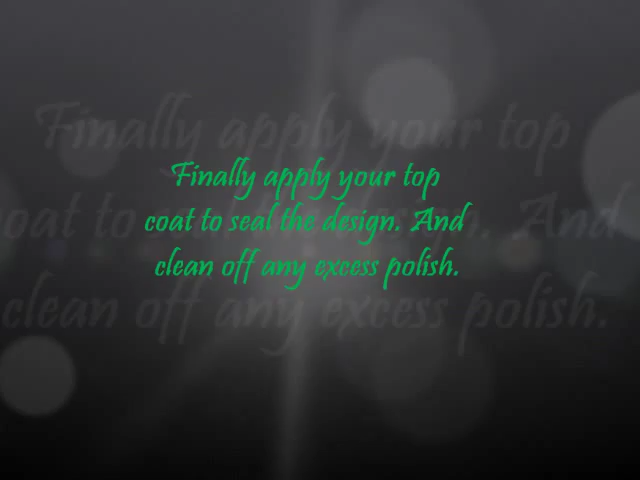 Finally apply your top
coat to seal the design. And
clean off any excess polish.